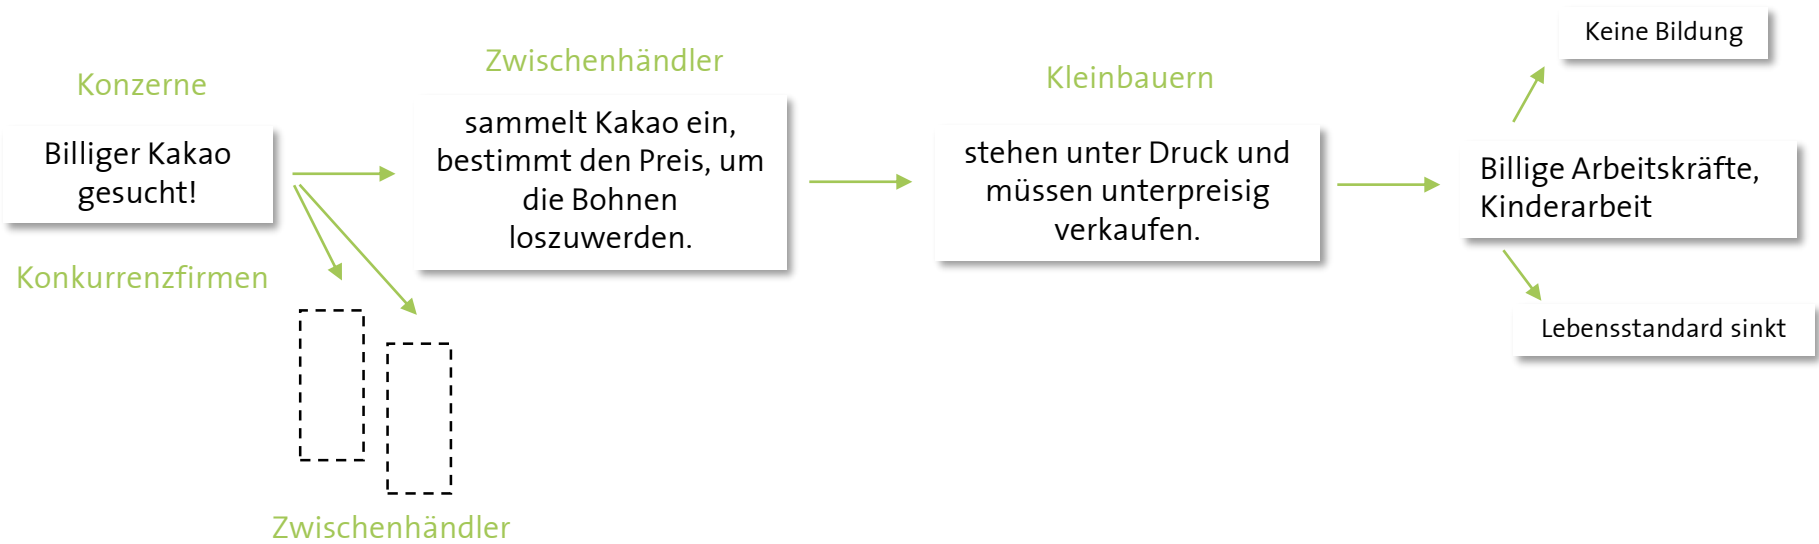 Konzerne
Billiger Kakao
gesucht!
Konkurrenzfirmen
Zwischenhändler
sammelt Kakao ein,
bestimmt den Preis, um
die Bohnen
loszuwerden.
Zwischenhändler
Kleinbauern
stehen unter Druck und
müssen unterpreisig
verkaufen.
Keine Bildung
Billige Arbeitskräfte,
Kinderarbeit
Lebensstandard sinkt